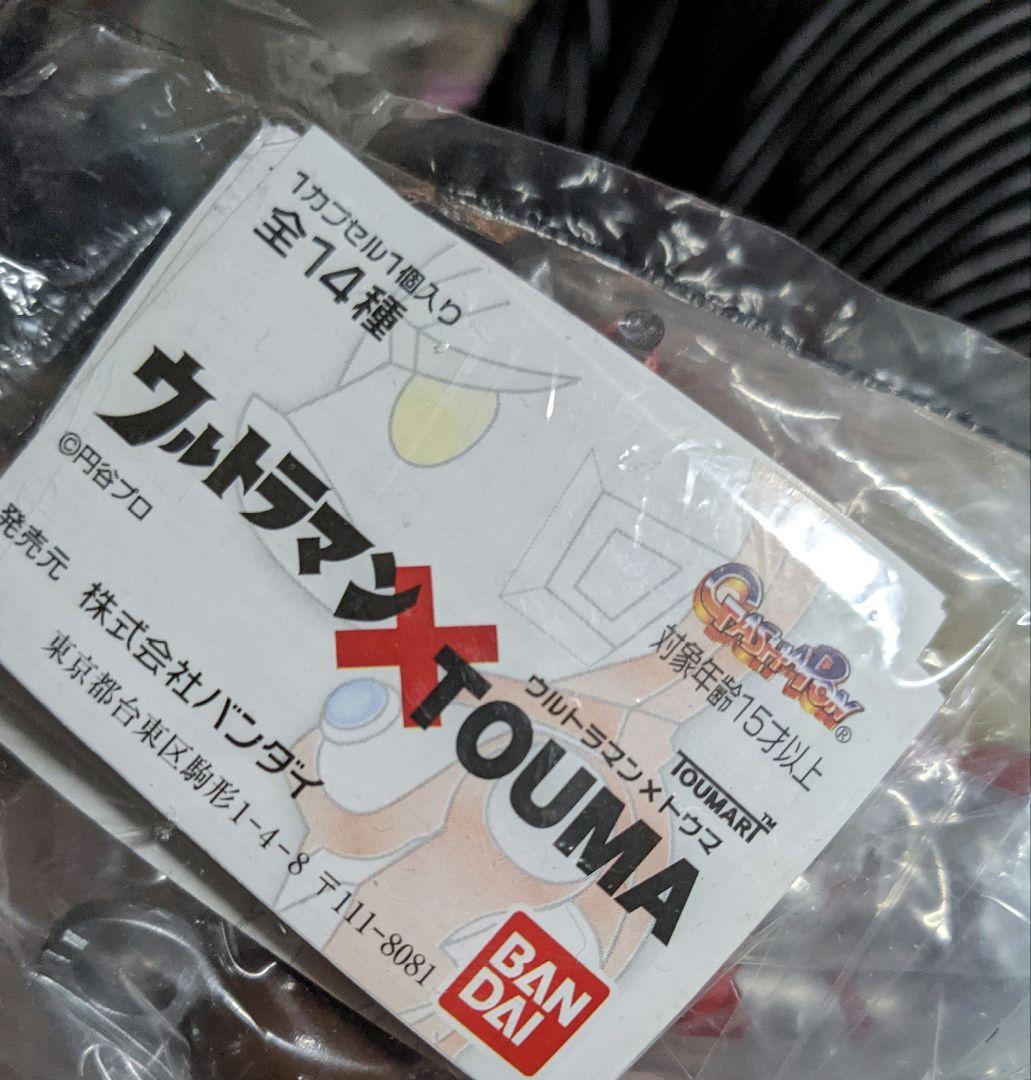 1カプセル1個入り
全14種
ウルトラマン×TOUMA
ウルトラマン×トウマ
©円谷プロ
GASHAPON®
対象年齢15才以上
TOUMART™
発売元 株式会社バンダイ
東京都台東区駒形1-4-8 〒111-8081
BAN
DAI